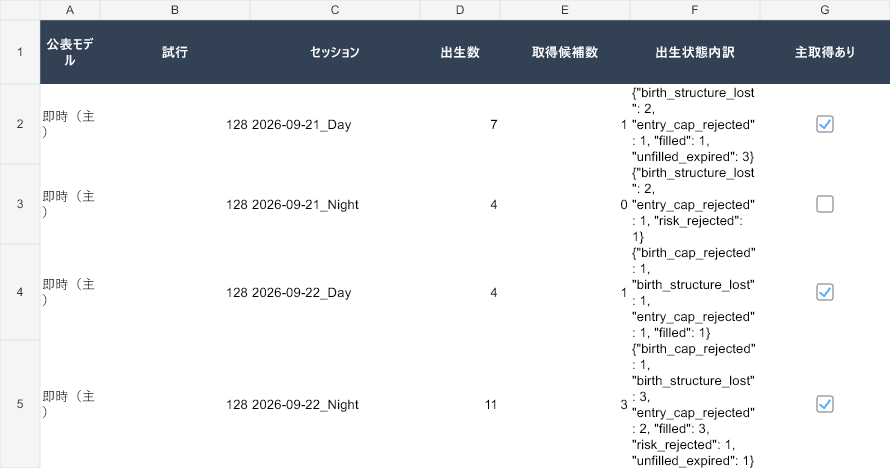 A B C D E F G
1 公表モデ
ル 試行 セッション 出生数 取得候補数 出生状態内訳 主取得あり
2 即時（主
） 128 2026-09-21_Day 7 1
{"birth_structure_lost
": 2,
"entry_cap_rejected"
: 1, "filled": 1,
"unfilled_expired": 3}
3 即時（主
） 128 2026-09-21_Night 4 0
{"birth_structure_lost
": 2,
"entry_cap_rejected"
: 1, "risk_rejected":
1}
4 即時（主
） 128 2026-09-22_Day 4 1
{"birth_cap_rejected"
: 1,
"birth_structure_lost"
: 1,
"entry_cap_rejected"
: 1, "filled": 1}
5 即時（主
） 128 2026-09-22_Night 11 3
{"birth_cap_rejected"
: 1,
"birth_structure_lost"
: 3,
"entry_cap_rejected"
: 2, "filled": 3,
"risk_rejected": 1,
"unfilled_expired": 1}